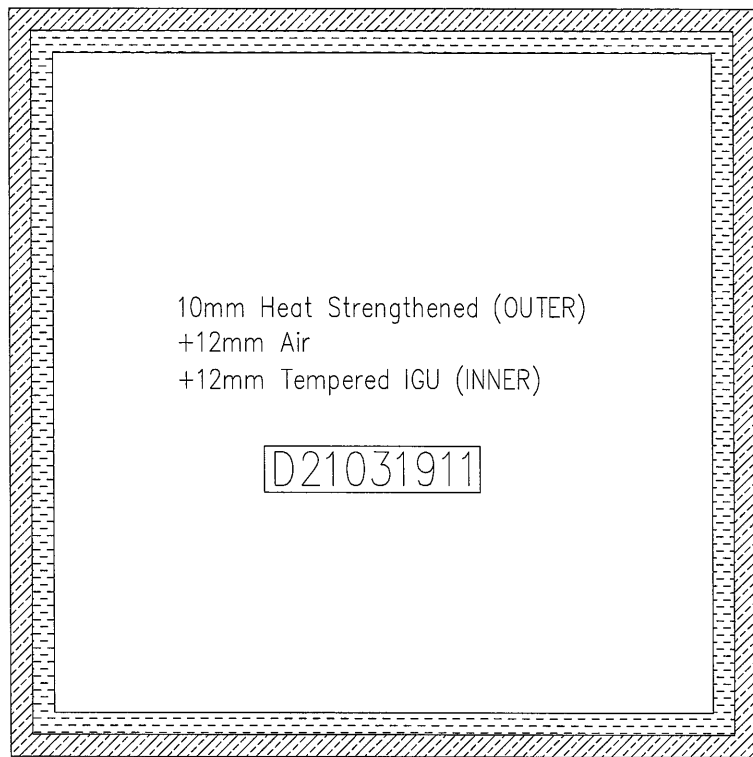 10mm Heat Strengthened (OUTER)
+12mm Air
+12mm Tempered IGU (INNER)
D21031911